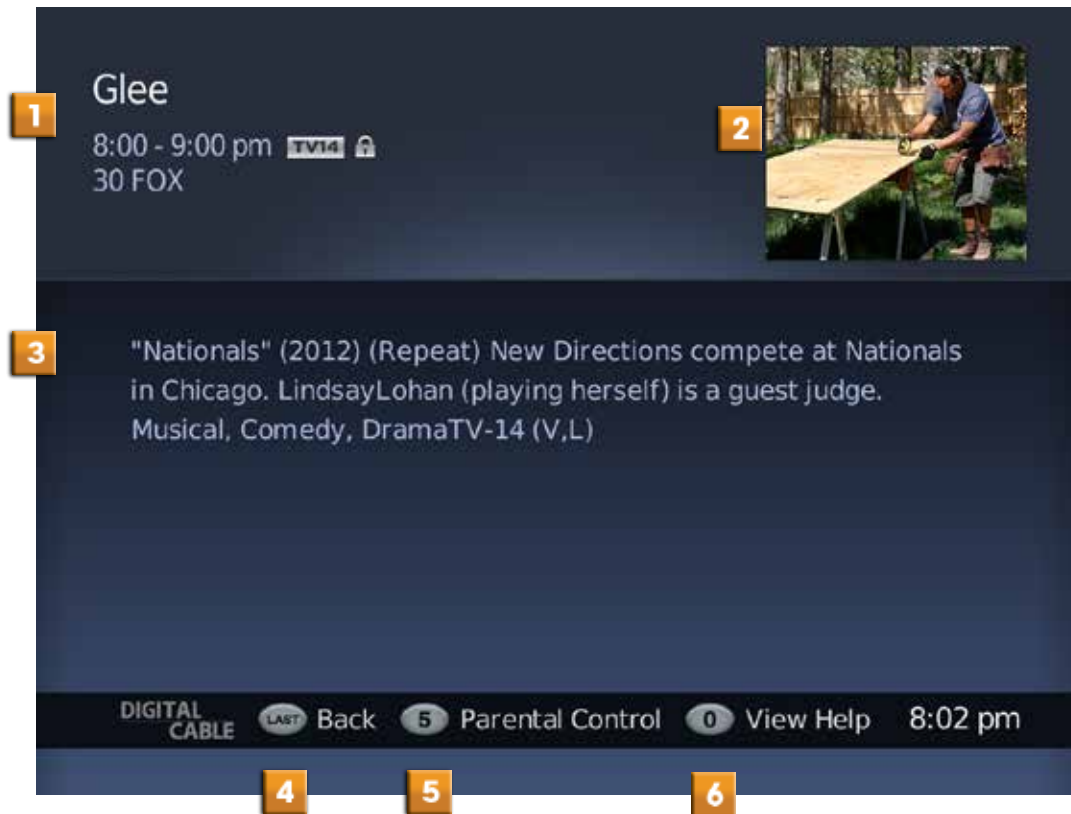 Glee
1
8:00 - 9:00 pm TV14
30 FOX
2
3
"Nationals" (2012) (Repeat) New Directions compete at Nationals
in Chicago. LindsayLohan (playing herself) is a guest judge.
Musical, Comedy, DramaTV-14 (V,L)
DIGITAL
CABLE
LAST Back 5 Parental Control 0 View Help 8:02 pm
4 5 6